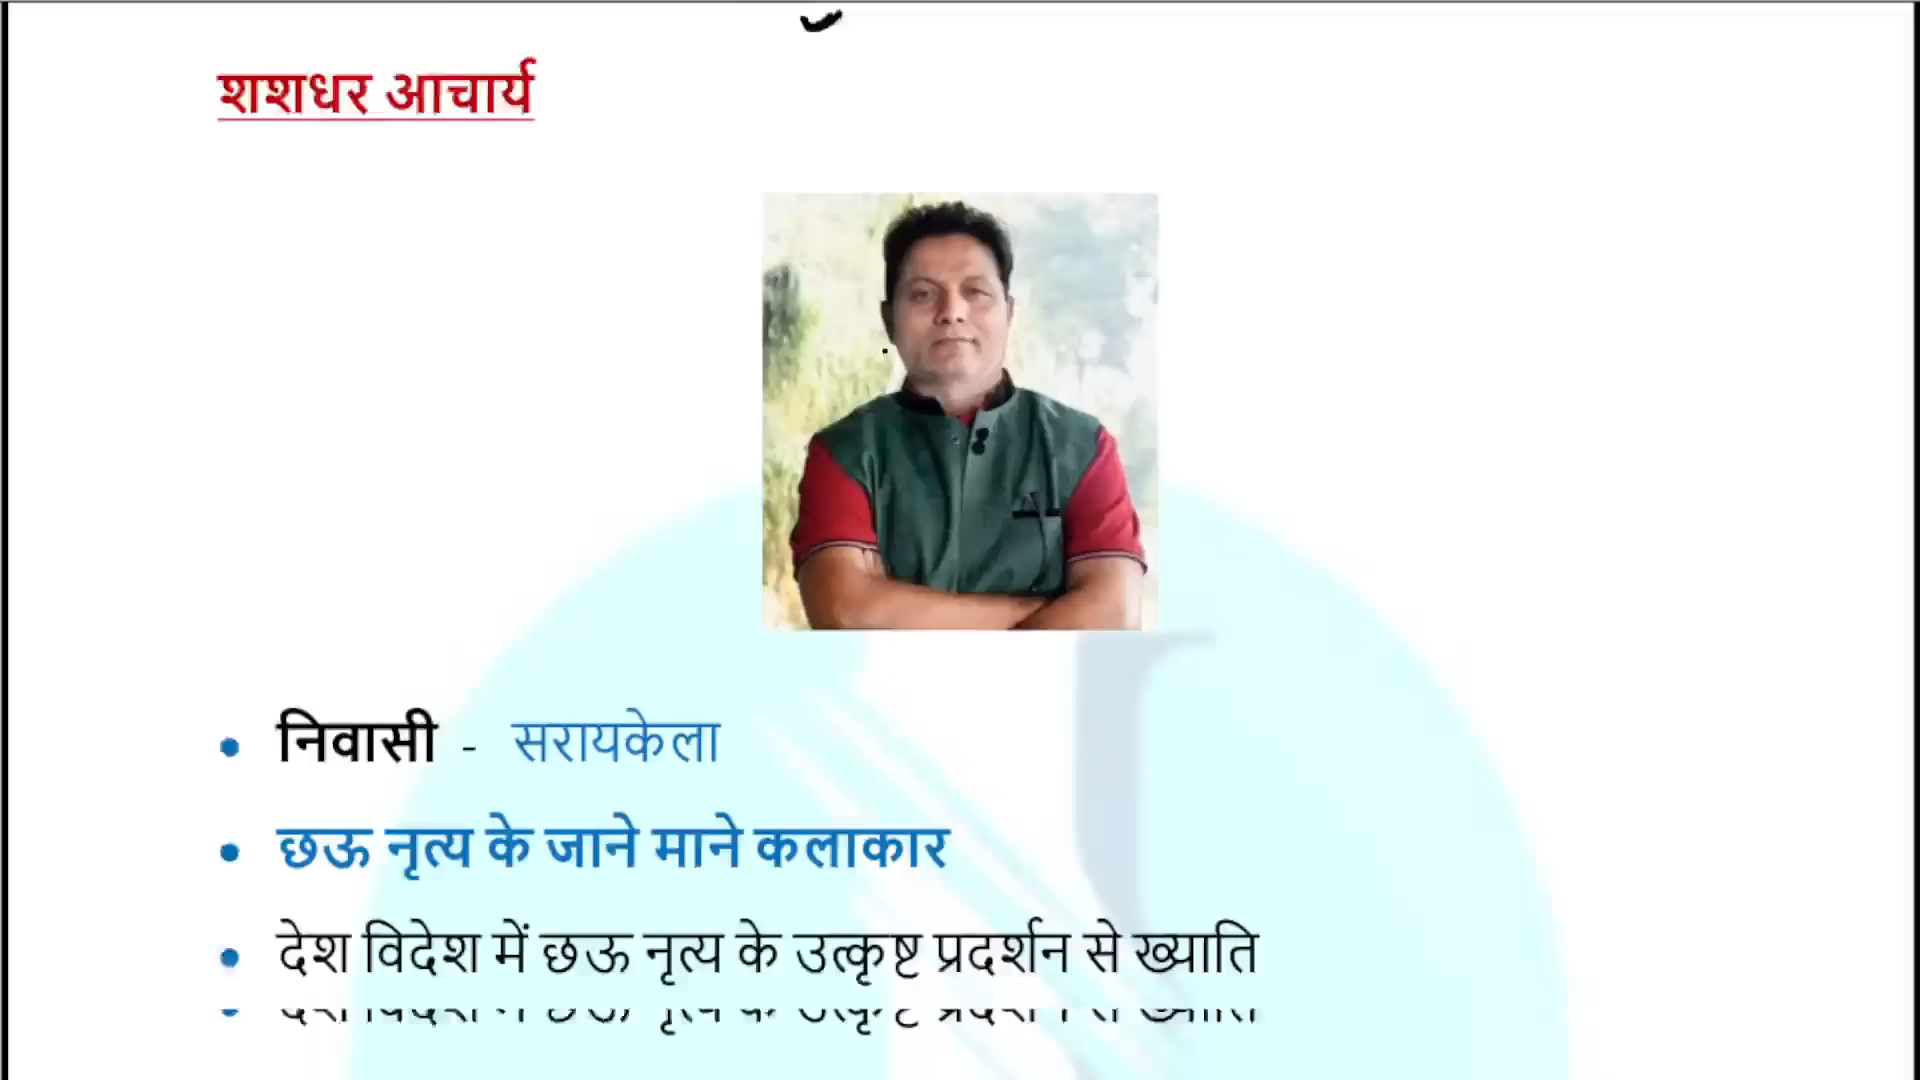 शशधर आचार्य
• निवासी - सरायकेला
• छऊ नृत्य के जाने माने कलाकार
• देश विदेश में छऊ नृत्य के उत्कृष्ट प्रदर्शन से ख्याति